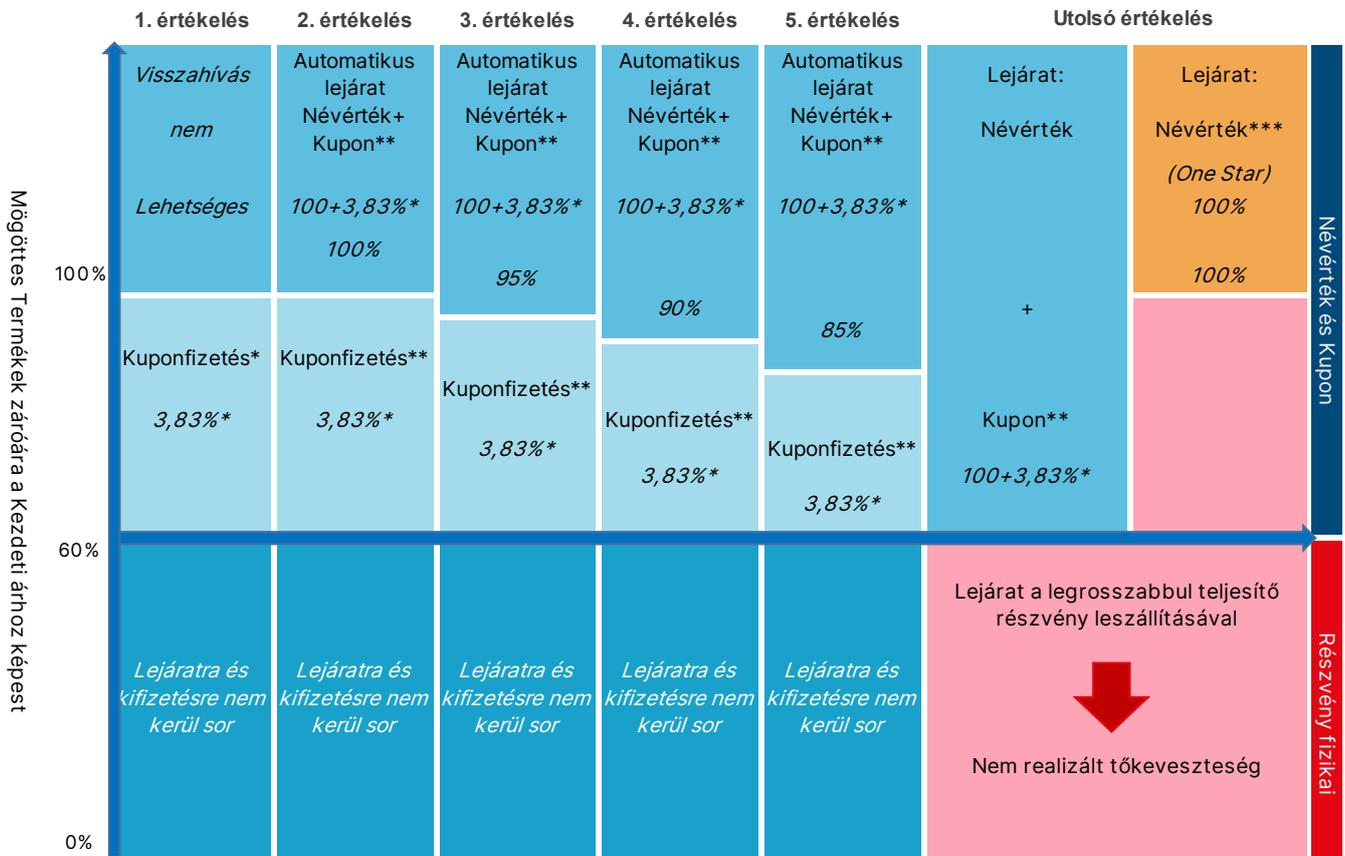 1. értékelés
2. értékelés
3. értékelés
4. értékelés
5. értékelés
Utolsó értékelés
Mögöttes Termékek záróára a Kezdeti árhoz képest
100%
60%
0%
Visszahívás
nem
Lehetséges
Kuponfizetés*
3,83%*
Lejáratra és
kifizetésre nem
kerül sor
Automatikus
lejárat
Névérték+
Kupon**
100+3,83%*
100%
Kuponfizetés**
3,83%*
Lejáratra és
kifizetésre nem
kerül sor
Automatikus
lejárat
Névérték+
Kupon**
100+3,83%*
95%
Kuponfizetés**
3,83%*
Lejáratra és
kifizetésre nem
kerül sor
Automatikus
lejárat
Névérték+
Kupon**
100+3,83%*
90%
Kuponfizetés**
3,83%*
Lejáratra és
kifizetésre nem
kerül sor
Automatikus
lejárat
Névérték+
Kupon**
100+3,83%*
85%
Kuponfizetés**
3,83%*
Lejáratra és
kifizetésre nem
kerül sor
Lejárat:
Névérték
+
Kupon**
100+3,83%*
Lejárat:
Névérték***
(One Star)
100%
100%
Lejárat a legrosszabbul teljesítő
részvény leszállításával
Nem realizált tőkeveszteség
Névérték és Kupon
Részvény fizikai